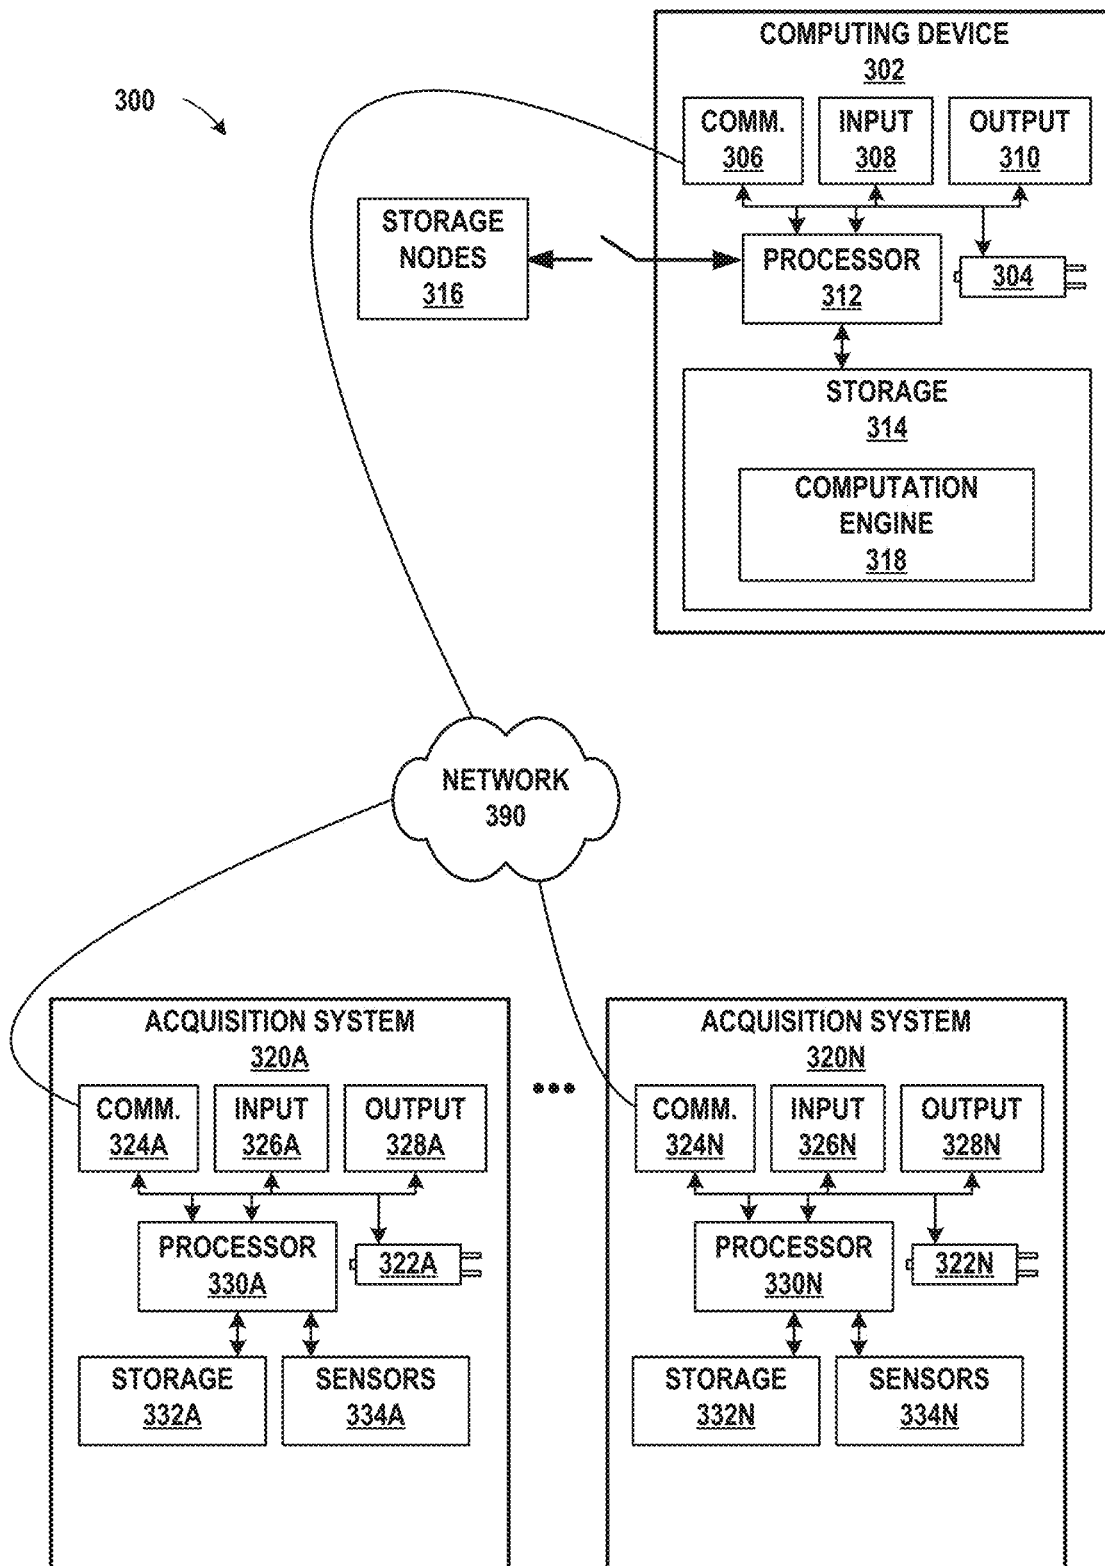 COMPUTING DEVICE
302
300
COMM.
306
INPUT
308
OUTPUT
310
STORAGE
NODES
316
PROCESSOR
312
304
STORAGE
314
COMPUTATION
ENGINE
318
NETWORK
390
ACQUISITION SYSTEM
320A
COMM.
324A
INPUT
326A
OUTPUT
328A
PROCESSOR
330A
322A
STORAGE
332A
SENSORS
334A
•••
ACQUISITION SYSTEM
320N
COMM.
324N
INPUT
326N
OUTPUT
328N
PROCESSOR
330N
322N
STORAGE
332N
SENSORS
334N